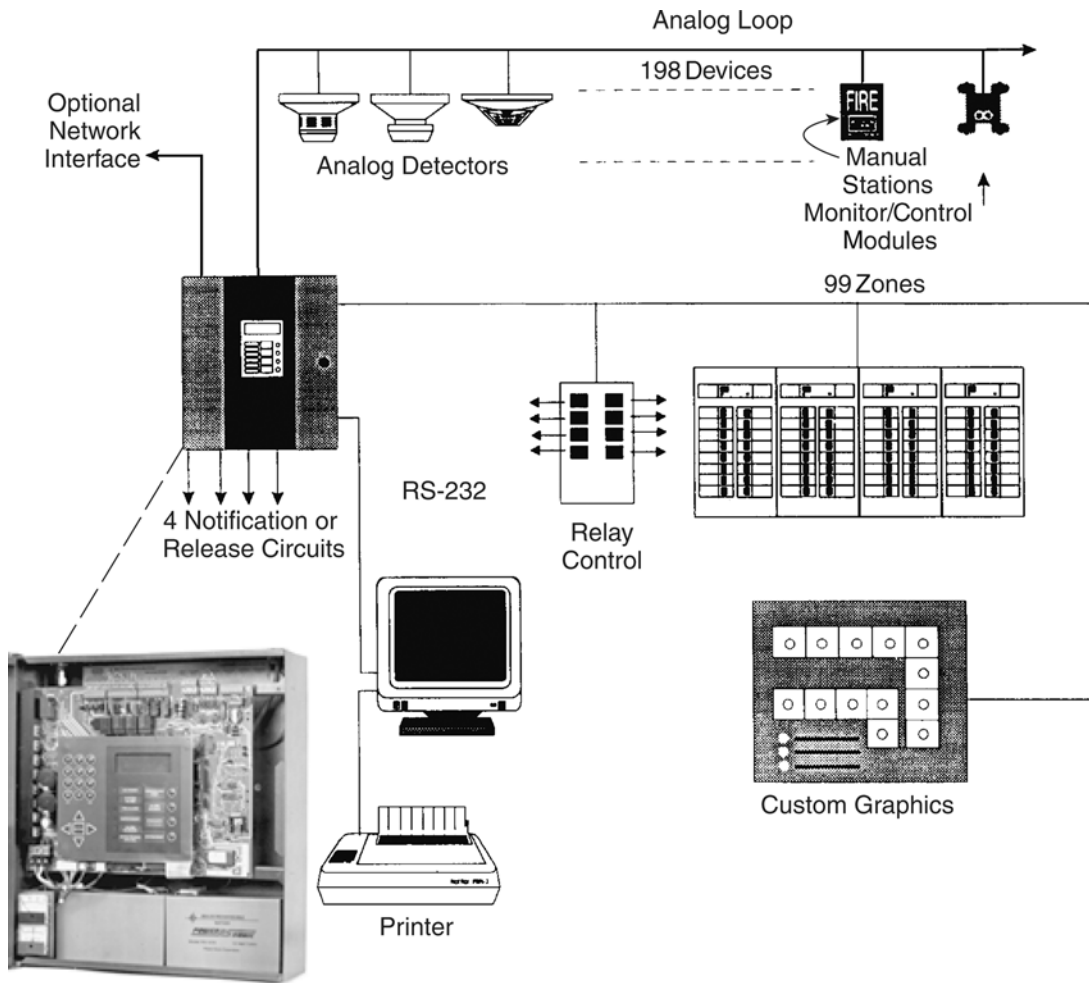 Analog Loop
198 Devices
Optional
Network
Interface
FIRE
Analog Detectors
Manual
Stations
Monitor/Control
Modules
99 Zones
4 Notification or
Release Circuits
RS-232
Relay
Control
Custom Graphics
Printer